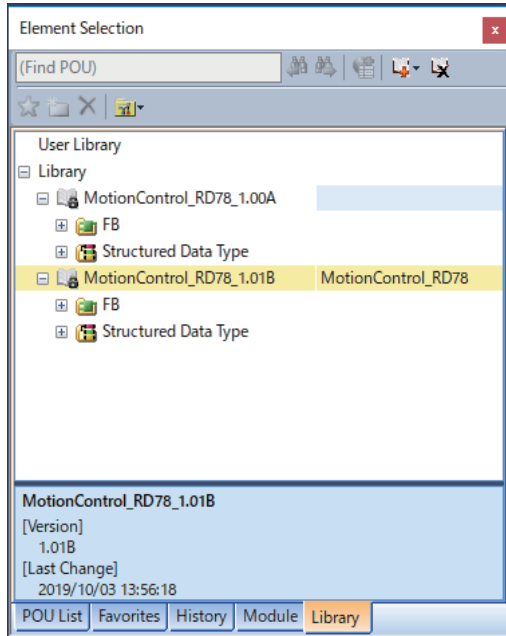 Element Selection
(Find POU)
User Library
Library
MotionControl_RD78_1.00A
FB
Structured Data Type
MotionControl_RD78_1.01B MotionControl_RD78
FB
Structured Data Type
MotionControl_RD78_1.01B
[Version]
1.01B
[Last Change]
2019/10/03 13:56:18
POU List Favorites History Module Library